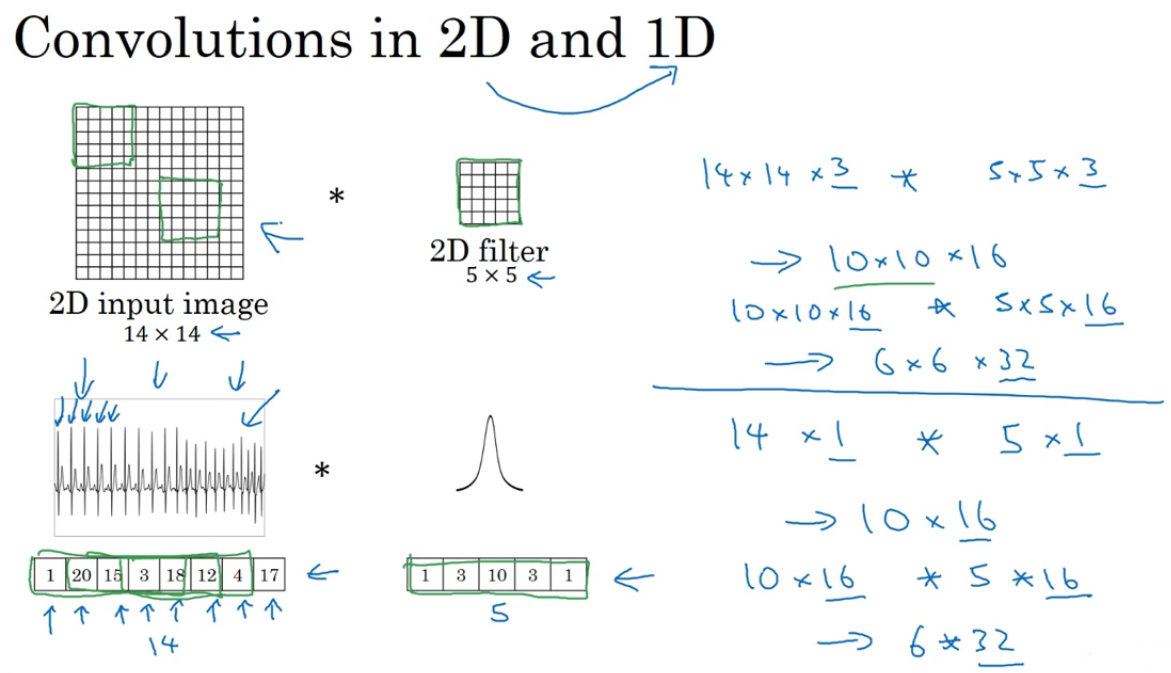 Convolutions in 2D and 1D
*
2D filter
5 × 5
2D input image
14 × 14
14 × 14 × 3 * 5 × 5 × 3
→ 10 × 10 × 16
10 × 10 × 16 * 5 × 5 × 16
→ 6 × 6 × 32
*
1 20 15 3 18 12 4 17
14
1 3 10 3 1
5
14 × 1 * 5 × 1
→ 10 × 16
10 × 16 * 5 * 16
→ 6 * 32